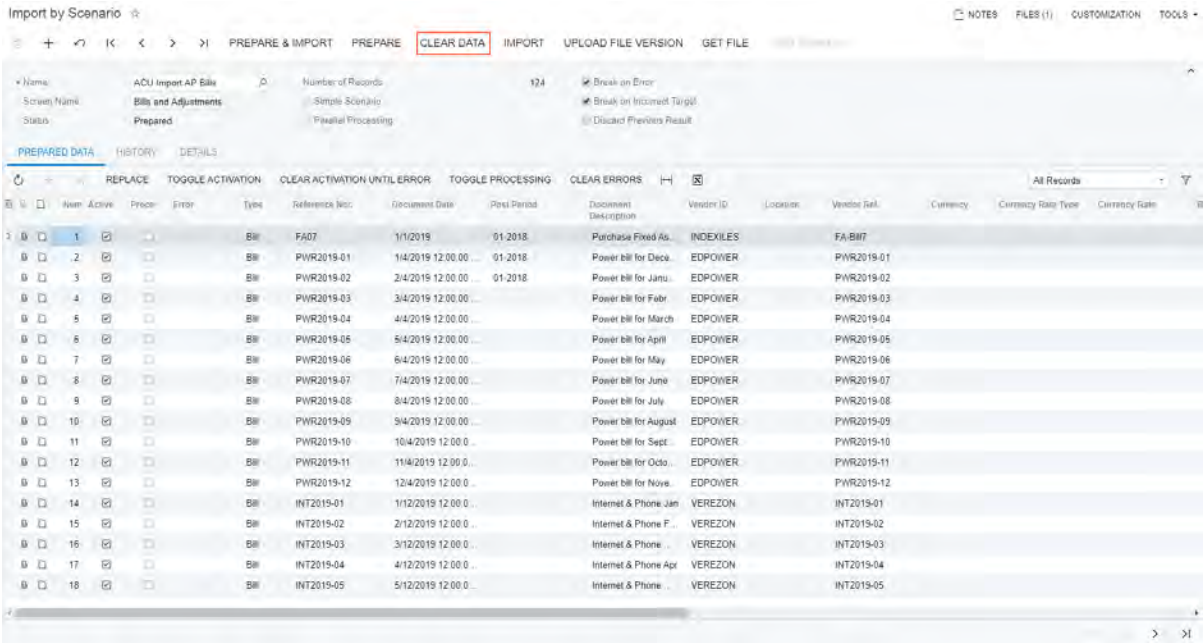 Import by Scenario
NOTES FILES (1) CUSTOMIZATION TOOLS
PREPARE & IMPORT PREPARE CLEAR DATA IMPORT UPLOAD FILE VERSION GET FILE
Name: ACU Import AP Bills Number of Records 124 Break on Error
Screen Name: Bills and Adjustments Simple Scenario Break on Incorrect Target
Status: Prepared Parallel Processing Discard Previous Result
PREPARED DATA HISTORY DETAILS
REPLACE TOGGLE ACTIVATION CLEAR ACTIVATION UNTIL ERROR TOGGLE PROCESSING CLEAR ERRORS All Records
Num Active Proce Error Type Reference Nbr. Document Date Post Period Document Description Vendor ID Location Vendor Ref. Currency Currency Rate Type Currency Rate
1 Bill FA07 1/1/2019 01-2018 Purchase Fixed As... INDEXILES FA-Bill7
2 Bill PWR2019-01 1/4/2019 12:00:00 ... 01-2018 Power bill for Dece... EDPOWER PWR2019-01
3 Bill PWR2019-02 2/4/2019 12:00:00 ... 01-2018 Power bill for Janu... EDPOWER PWR2019-02
4 Bill PWR2019-03 3/4/2019 12:00:00 ... Power bill for Febr... EDPOWER PWR2019-03
5 Bill PWR2019-04 4/4/2019 12:00:00 ... Power bill for March EDPOWER PWR2019-04
6 Bill PWR2019-05 5/4/2019 12:00:00 ... Power bill for April EDPOWER PWR2019-05
7 Bill PWR2019-06 6/4/2019 12:00:00 ... Power bill for May EDPOWER PWR2019-06
8 Bill PWR2019-07 7/4/2019 12:00:00 ... Power bill for June EDPOWER PWR2019-07
9 Bill PWR2019-08 8/4/2019 12:00:00 ... Power bill for July EDPOWER PWR2019-08
10 Bill PWR2019-09 9/4/2019 12:00:00 ... Power bill for August EDPOWER PWR2019-09
11 Bill PWR2019-10 10/4/2019 12:00:0... Power bill for Sept... EDPOWER PWR2019-10
12 Bill PWR2019-11 11/4/2019 12:00:0... Power bill for Octo... EDPOWER PWR2019-11
13 Bill PWR2019-12 12/4/2019 12:00:0... Power bill for Nove... EDPOWER PWR2019-12
14 Bill INT2019-01 1/12/2019 12:00:0... Internet & Phone Jan VEREZON INT2019-01
15 Bill INT2019-02 2/12/2019 12:00:0... Internet & Phone F... VEREZON INT2019-02
16 Bill INT2019-03 3/12/2019 12:00:0... Internet & Phone ... VEREZON INT2019-03
17 Bill INT2019-04 4/12/2019 12:00:0... Internet & Phone Apr VEREZON INT2019-04
18 Bill INT2019-05 5/12/2019 12:00:0... Internet & Phone ... VEREZON INT2019-05